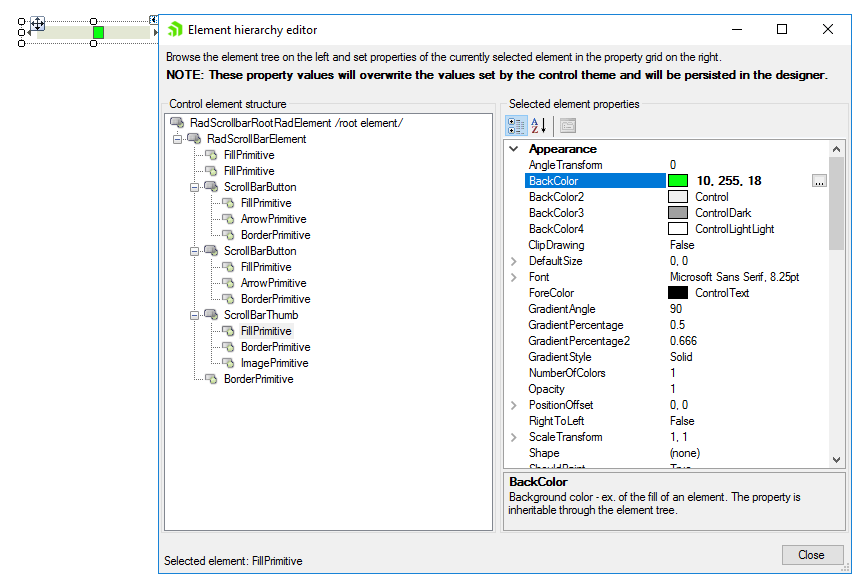 Element hierarchy editor
Browse the element tree on the left and set properties of the currently selected element in the property grid on the right.
NOTE: These property values will overwrite the values set by the control theme and will be persisted in the designer.
Control element structure
RadScrollbarRootRadElement /root element/
RadScrollBarElement
FillPrimitive
FillPrimitive
ScrollBarButton
FillPrimitive
ArrowPrimitive
BorderPrimitive
ScrollBarButton
FillPrimitive
ArrowPrimitive
BorderPrimitive
ScrollBarThumb
FillPrimitive
BorderPrimitive
ImagePrimitive
BorderPrimitive
Selected element: FillPrimitive
Selected element properties
Appearance
AngleTransform 0
BackColor 10, 255, 18 ...
BackColor2 Control
BackColor3 ControlDark
BackColor4 ControlLightLight
ClipDrawing False
DefaultSize 0, 0
Font Microsoft Sans Serif, 8.25pt
ForeColor ControlText
GradientAngle 90
GradientPercentage 0.5
GradientPercentage2 0.666
GradientStyle Solid
NumberOfColors 1
Opacity 1
PositionOffset 0, 0
RightToLeft False
ScaleTransform 1, 1
Shape (none)
ShouldPaint True
BackColor
Background color - ex. of the fill of an element. The property is
inheritable through the element tree.
Close